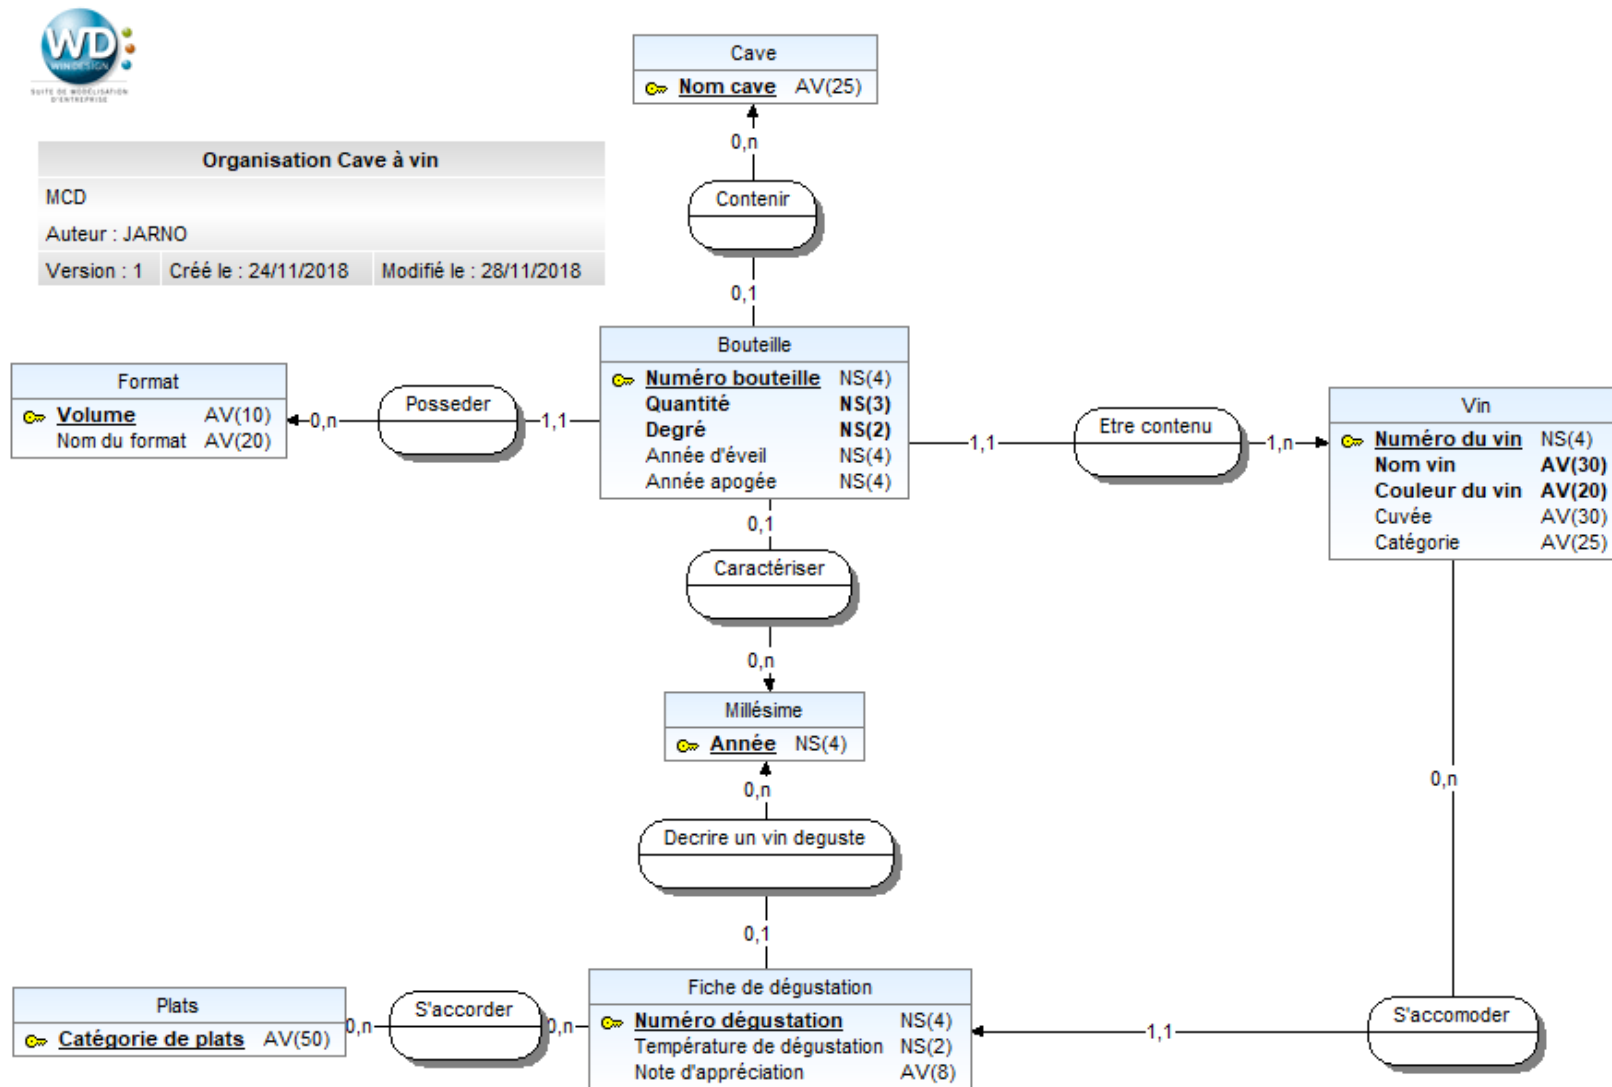 WD
WINDESIGN
SUITE DE MODÉLISATION
D'ENTREPRISE
Organisation Cave à vin
MCD
Auteur : JARNO
Version : 1 Créé le : 24/11/2018 Modifié le : 28/11/2018
Cave
Nom cave AV(25)
0,n
Contenir
0,1
Bouteille
Numéro bouteille NS(4)
Quantité NS(3)
Degré NS(2)
Année d'éveil NS(4)
Année apogée NS(4)
Format
Volume AV(10)
Nom du format AV(20)
0,n
Posseder
1,1
1,1
Etre contenu
1,n
Vin
Numéro du vin NS(4)
Nom vin AV(30)
Couleur du vin AV(20)
Cuvée AV(30)
Catégorie AV(25)
0,1
Caractériser
0,n
Millésime
Année NS(4)
0,n
Decrire un vin deguste
0,1
0,n
Plats
Catégorie de plats AV(50)
0,n
S'accorder
0,n
Fiche de dégustation
Numéro dégustation NS(4)
Température de dégustation NS(2)
Note d'appréciation AV(8)
1,1
S'accomoder